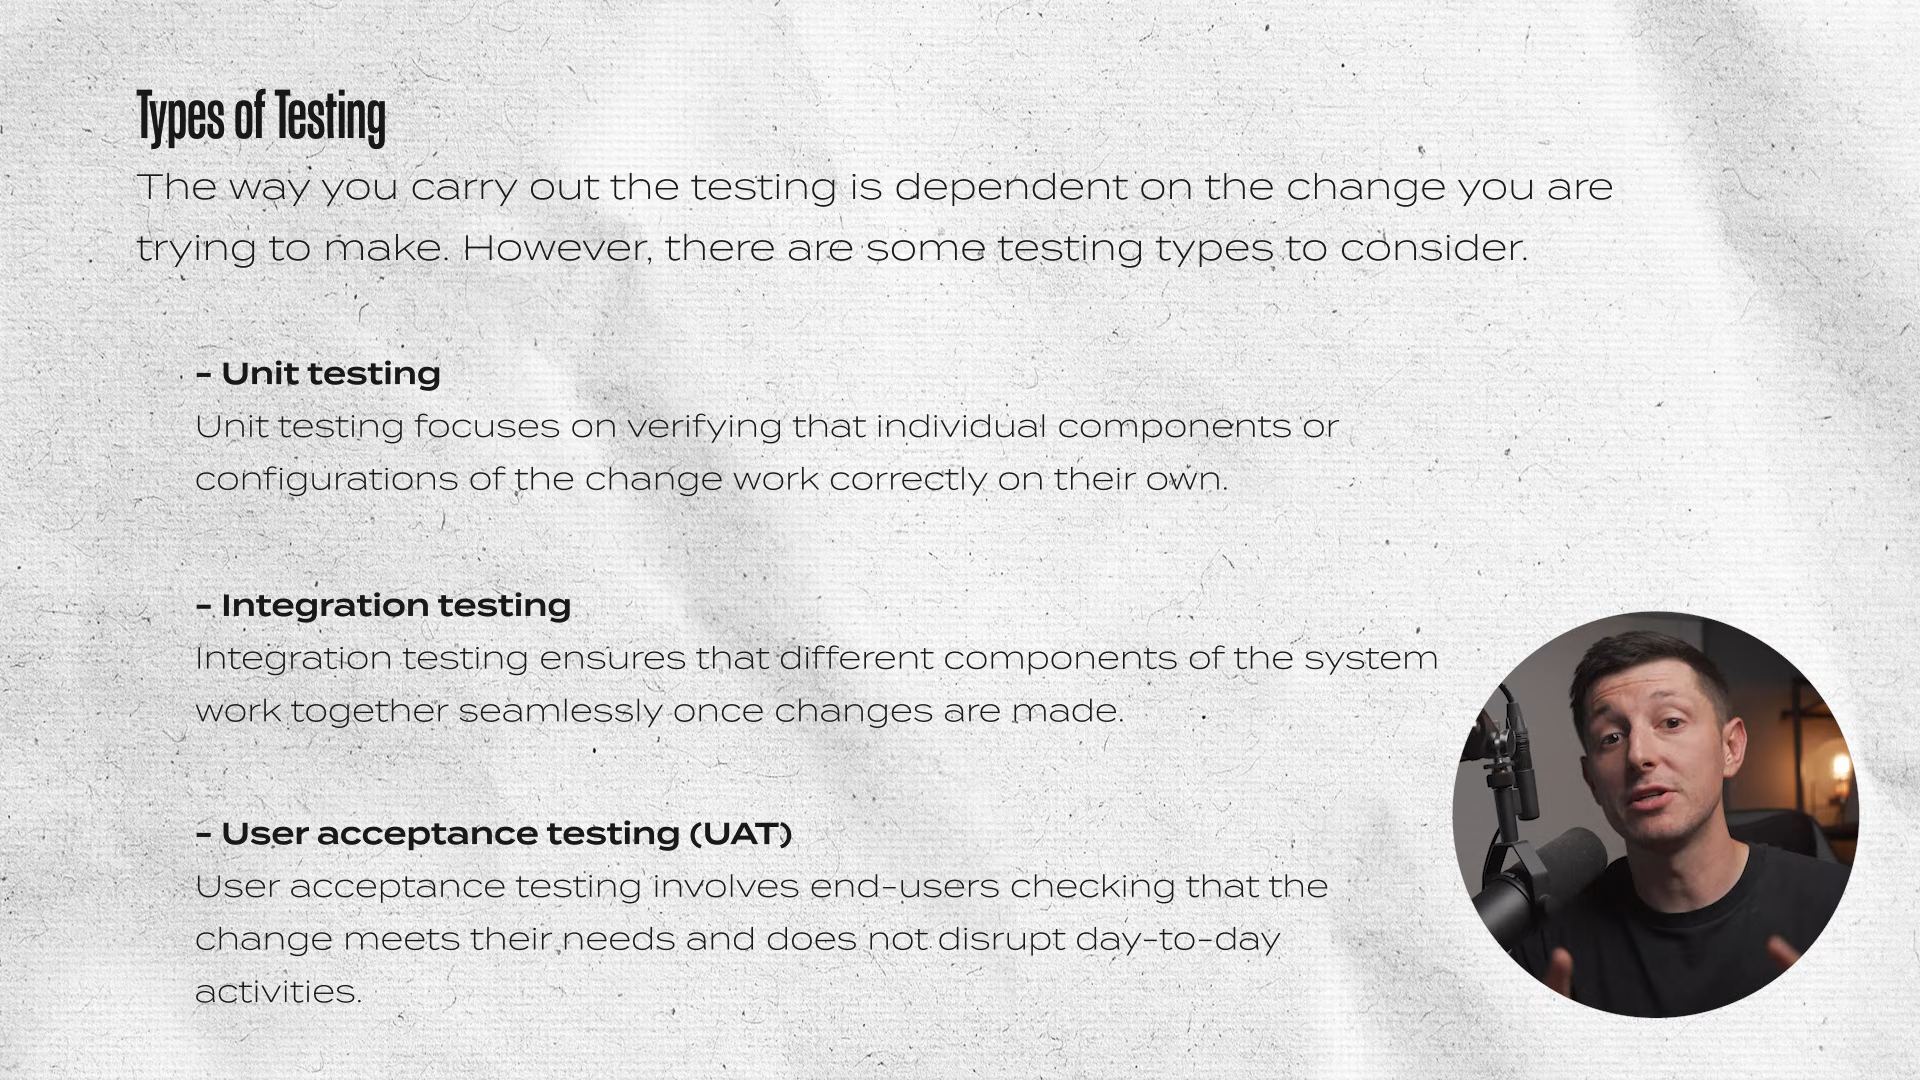 Types of Testing
The way you carry out the testing is dependent on the change you are
trying to make. However, there are some testing types to consider.
- Unit testing
Unit testing focuses on verifying that individual components or
configurations of the change work correctly on their own.
- Integration testing
Integration testing ensures that different components of the system
work together seamlessly once changes are made.
- User acceptance testing (UAT)
User acceptance testing involves end-users checking that the
change meets their needs and does not disrupt day-to-day
activities.